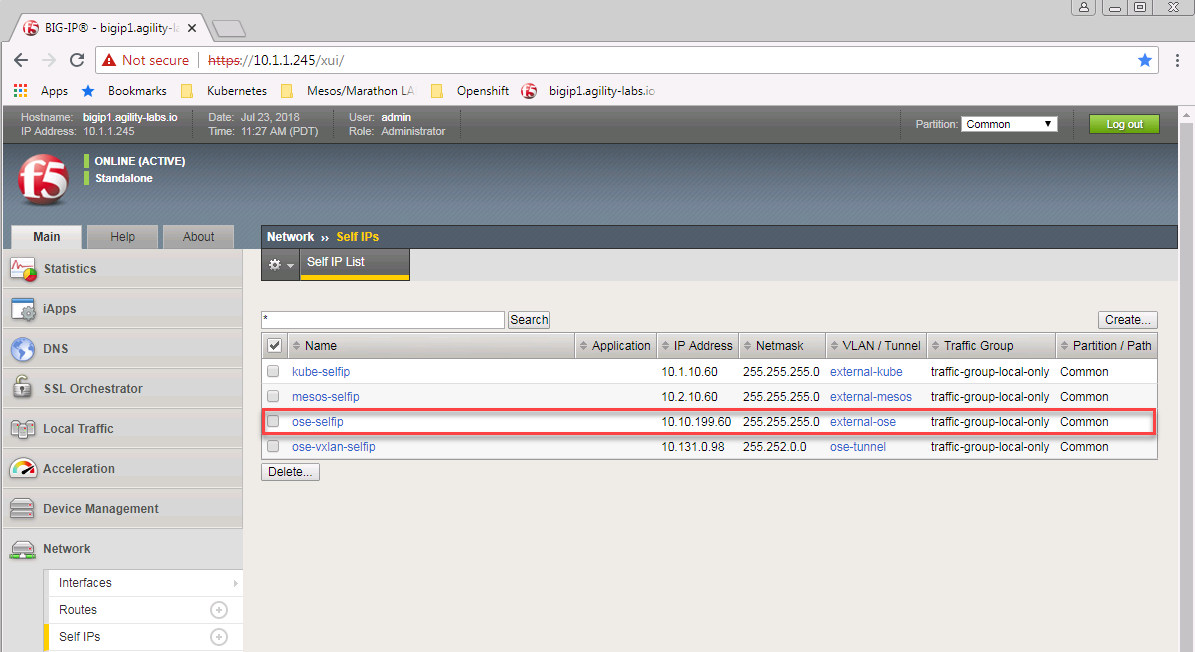 BIG-IP® - bigip1.agility-la
Not secure https://10.1.1.245/xui/
Apps Bookmarks Kubernetes Mesos/Marathon LA Openshift bigip1.agility-labs.io
Hostname: bigip1.agility-labs.io Date: Jul 23, 2018 User: admin
IP Address: 10.1.1.245 Time: 11:27 AM (PDT) Role: Administrator
Partition: Common Log out
f5
ONLINE (ACTIVE)
Standalone
Main Help About
Network ›› Self IPs
Self IP List
Statistics
iApps
DNS
SSL Orchestrator
Local Traffic
Acceleration
Device Management
Network
Interfaces
Routes
Self IPs
* Search Create...
Name Application IP Address Netmask VLAN / Tunnel Traffic Group Partition / Path
kube-selfip 10.1.10.60 255.255.255.0 external-kube traffic-group-local-only Common
mesos-selfip 10.2.10.60 255.255.255.0 external-mesos traffic-group-local-only Common
ose-selfip 10.10.199.60 255.255.255.0 external-ose traffic-group-local-only Common
ose-vxlan-selfip 10.131.0.98 255.252.0.0 ose-tunnel traffic-group-local-only Common
Delete...